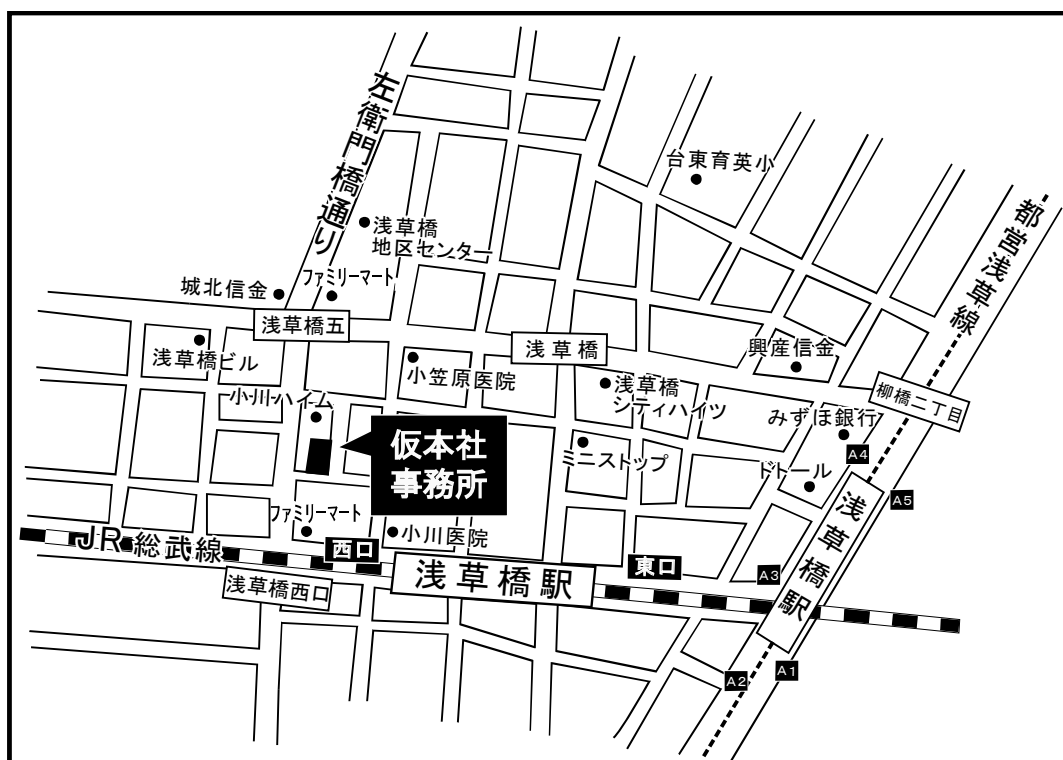 左衛門橋通り
台東育英小
都営浅草線
浅草橋
地区センター
城北信金
ファミリーマート
浅草橋五
浅草橋
興産信金
浅草橋ビル
小笠原医院
浅草橋
シティハイツ
柳橋二丁目
小川ハイム
みずほ銀行
仮本社
事務所
ミニストップ
A4
ドトール
A5
ファミリーマート
小川医院
浅草橋駅
JR総武線
西口
東口
浅草橋駅
A3
浅草橋西口
A1
A2